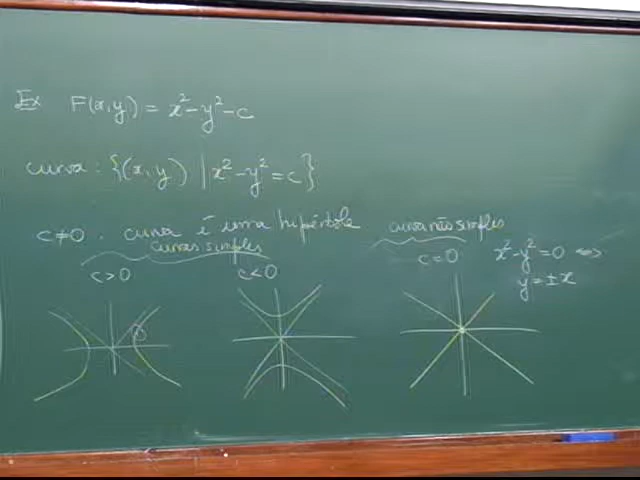 Ex F(x,y) = x²-y²-c
curva: {(x,y) | x²-y²=c}
c≠0. curva é uma hipérbole
curvas simples
curva não simples
c>0
c<0
c=0
x²-y²=0 ⇔
y=±x